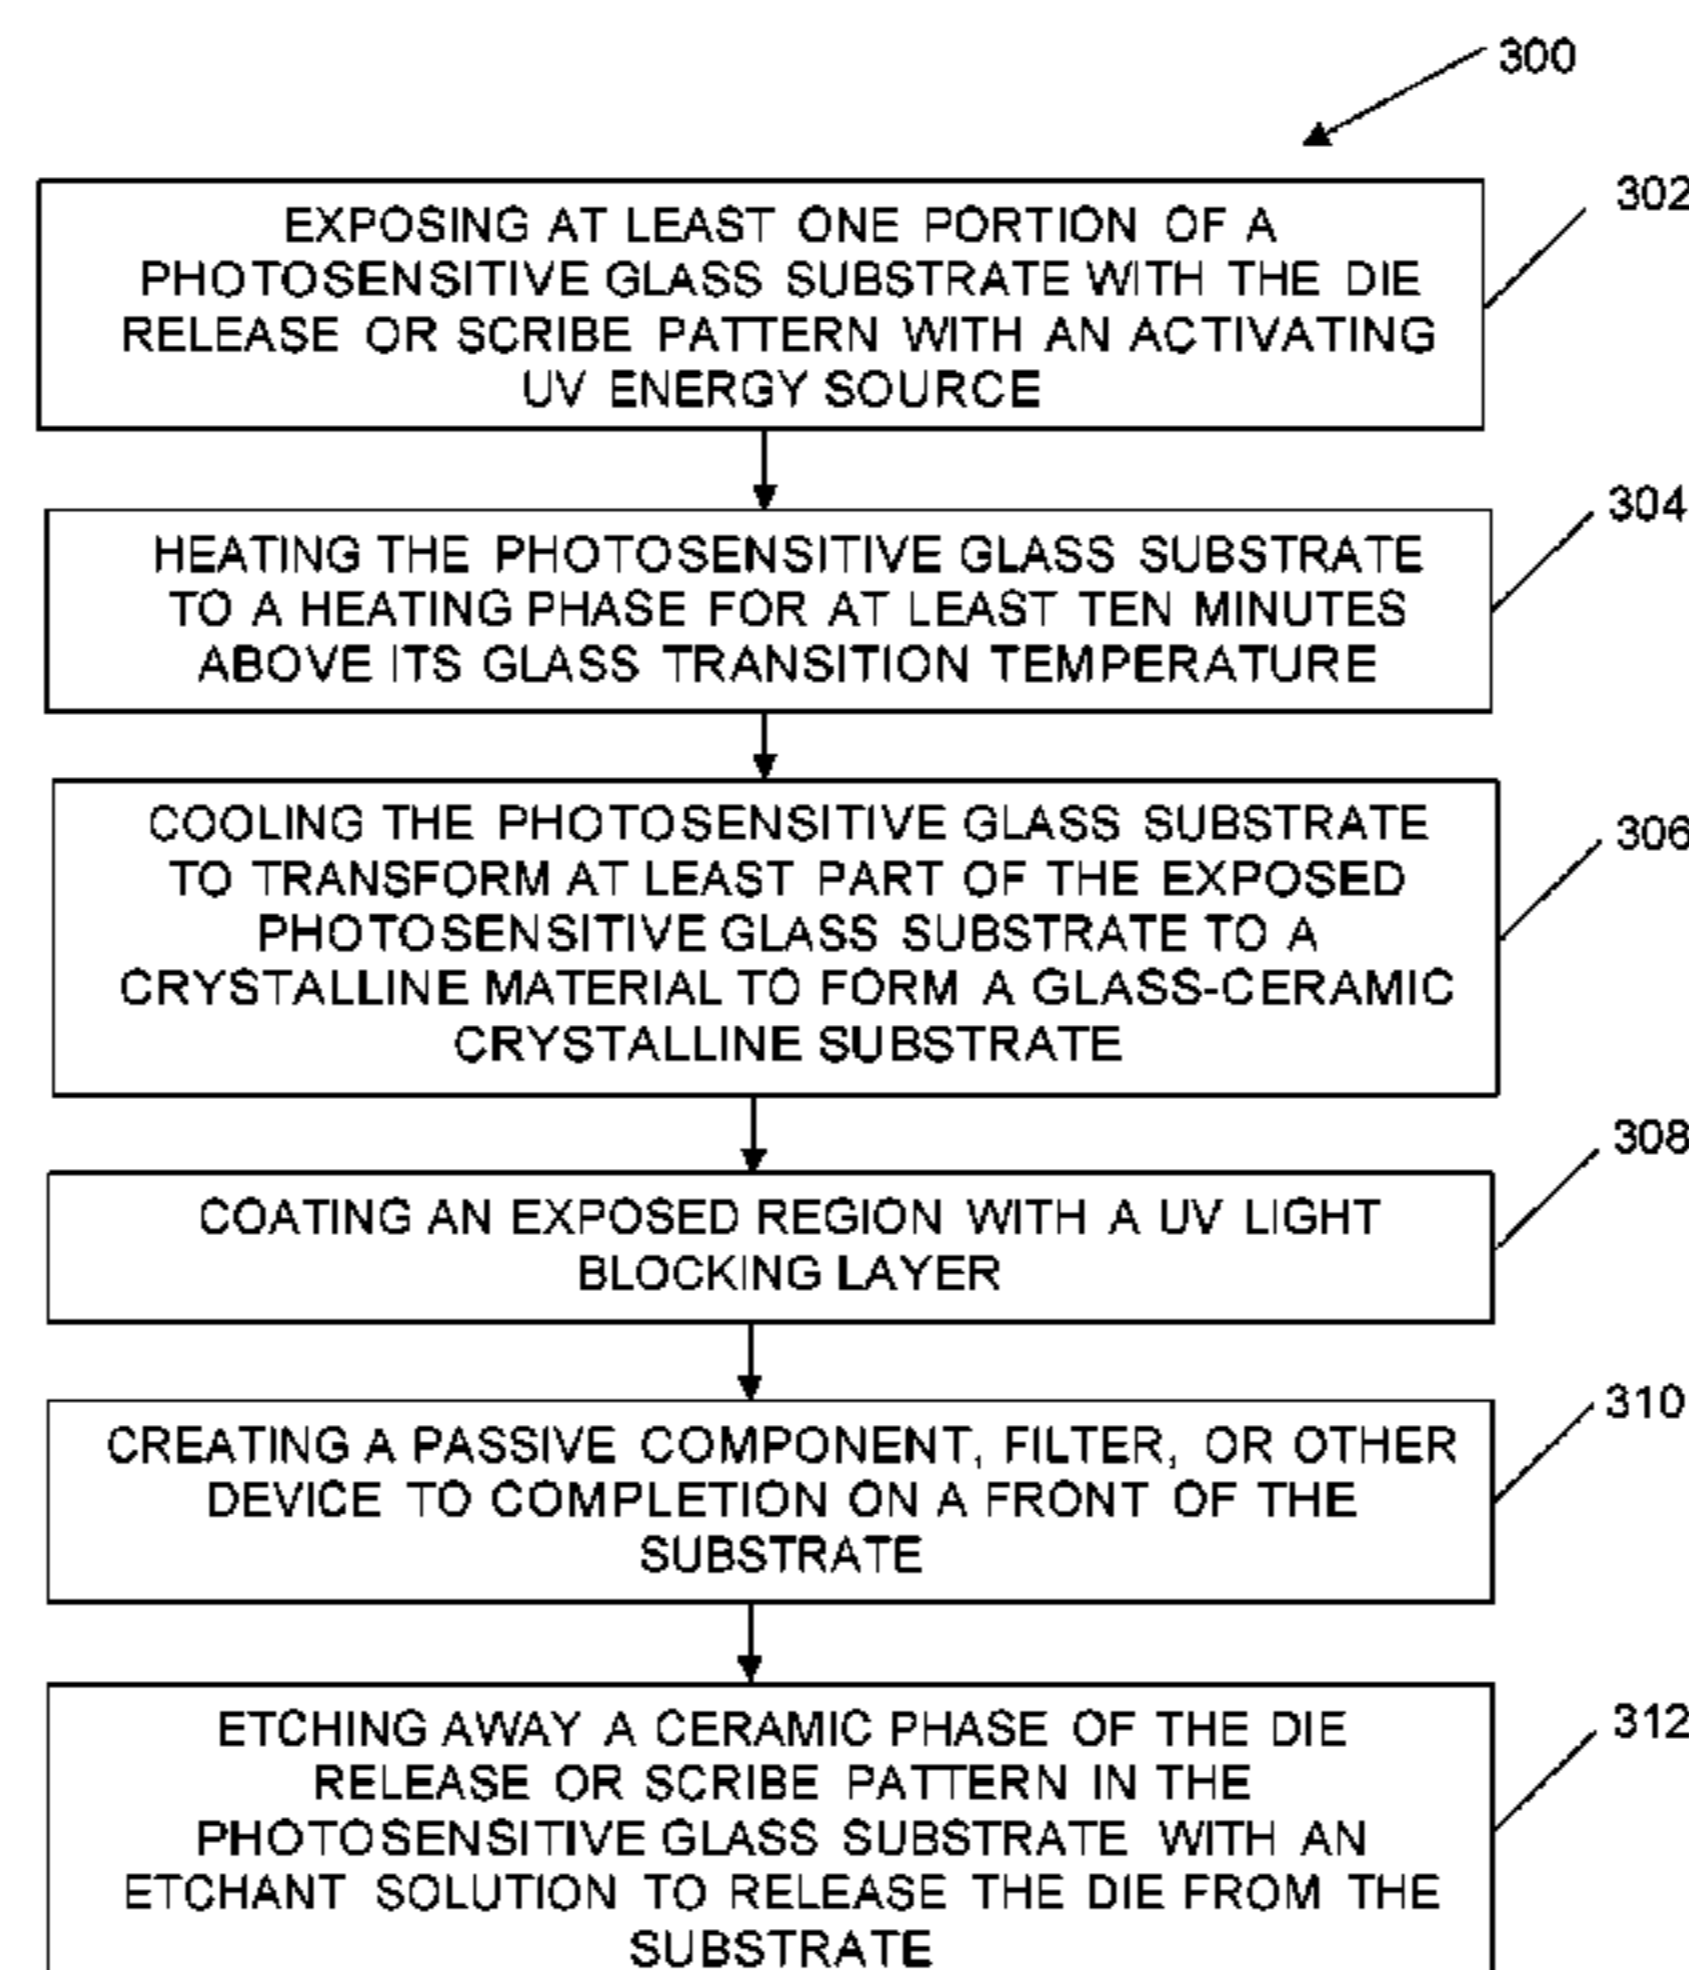 300
302
EXPOSING AT LEAST ONE PORTION OF A
PHOTOSENSITIVE GLASS SUBSTRATE WITH THE DIE
RELEASE OR SCRIBE PATTERN WITH AN ACTIVATING
UV ENERGY SOURCE
304
HEATING THE PHOTOSENSITIVE GLASS SUBSTRATE
TO A HEATING PHASE FOR AT LEAST TEN MINUTES
ABOVE ITS GLASS TRANSITION TEMPERATURE
306
COOLING THE PHOTOSENSITIVE GLASS SUBSTRATE
TO TRANSFORM AT LEAST PART OF THE EXPOSED
PHOTOSENSITIVE GLASS SUBSTRATE TO A
CRYSTALLINE MATERIAL TO FORM A GLASS-CERAMIC
CRYSTALLINE SUBSTRATE
308
COATING AN EXPOSED REGION WITH A UV LIGHT
BLOCKING LAYER
310
CREATING A PASSIVE COMPONENT, FILTER, OR OTHER
DEVICE TO COMPLETION ON A FRONT OF THE
SUBSTRATE
312
ETCHING AWAY A CERAMIC PHASE OF THE DIE
RELEASE OR SCRIBE PATTERN IN THE
PHOTOSENSITIVE GLASS SUBSTRATE WITH AN
ETCHANT SOLUTION TO RELEASE THE DIE FROM THE
SUBSTRATE